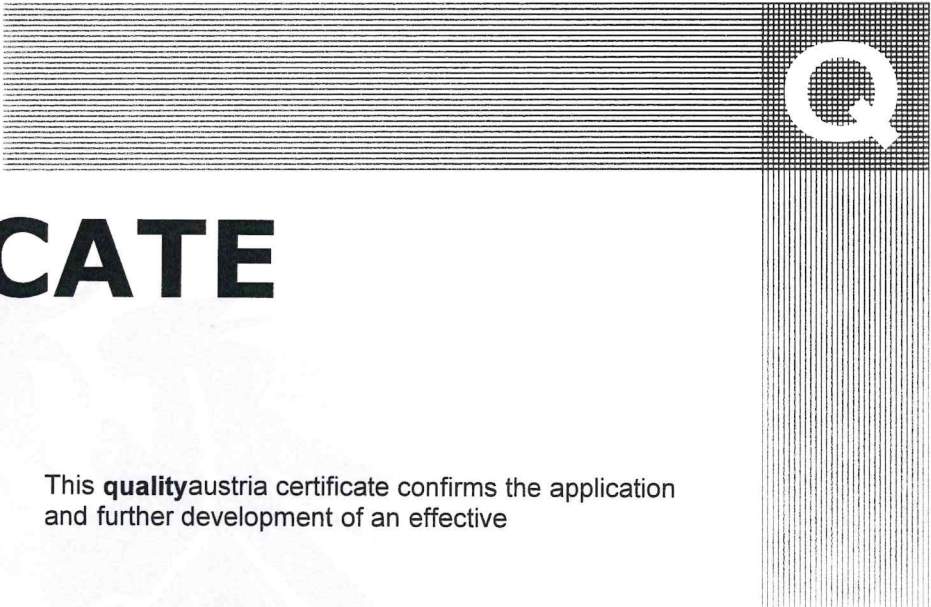 Q
CATE
This qualityaustria certificate confirms the application
and further development of an effective